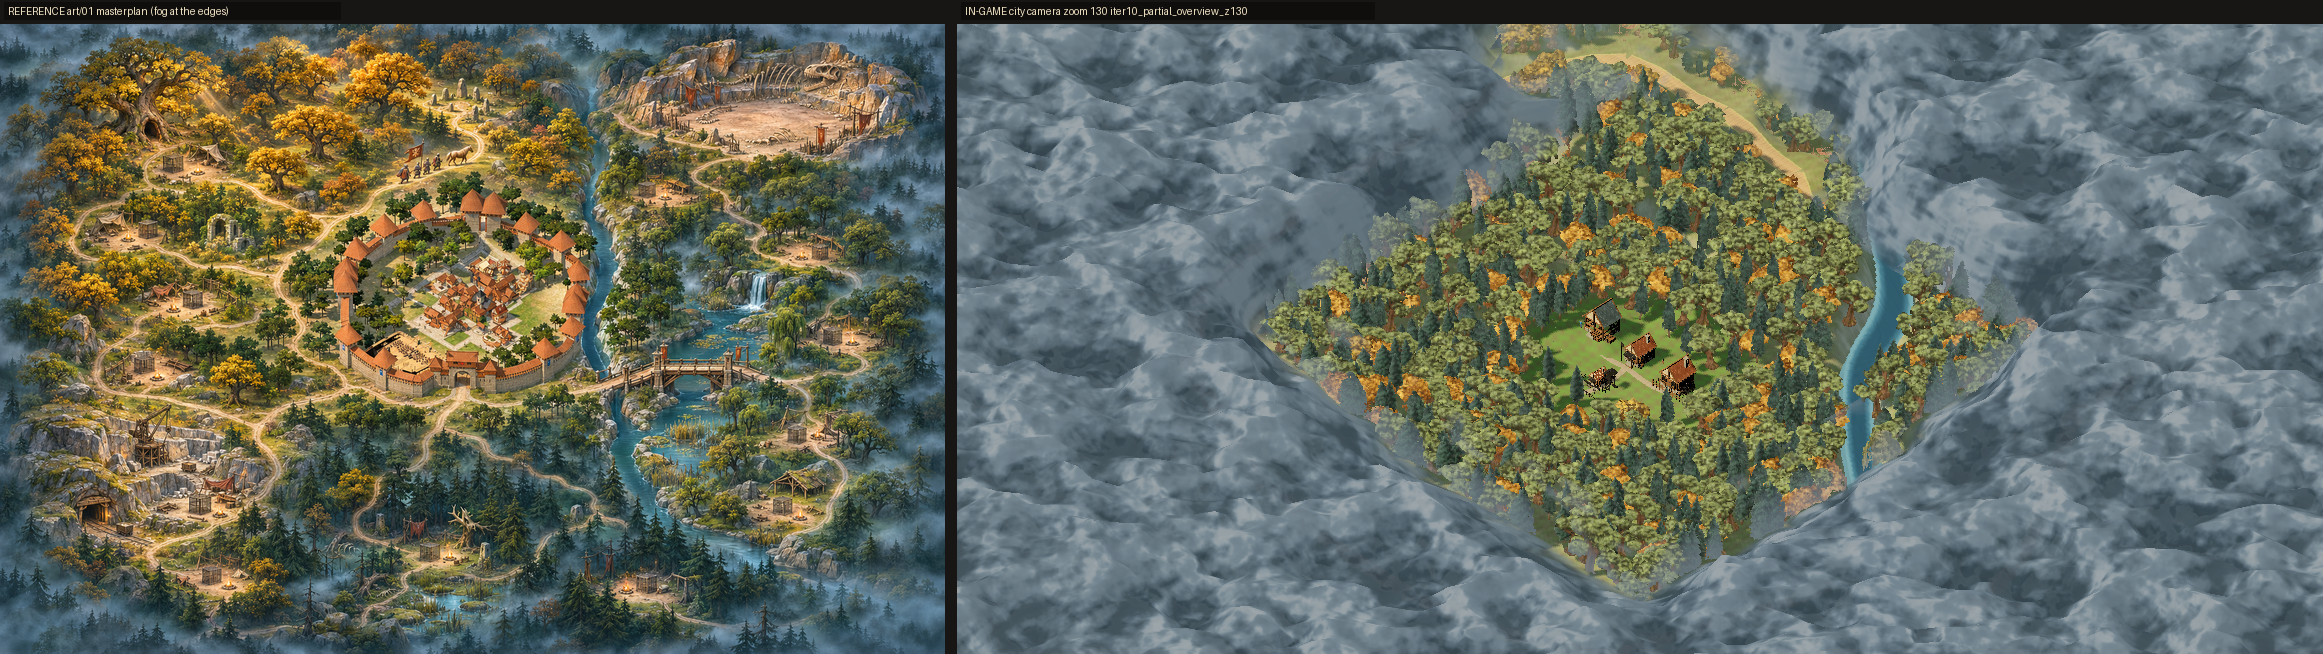 REFERENCE art/01 masterplan (fog at the edges)
IN-GAME city camera zoom 130 iter10_partial_overview_z130